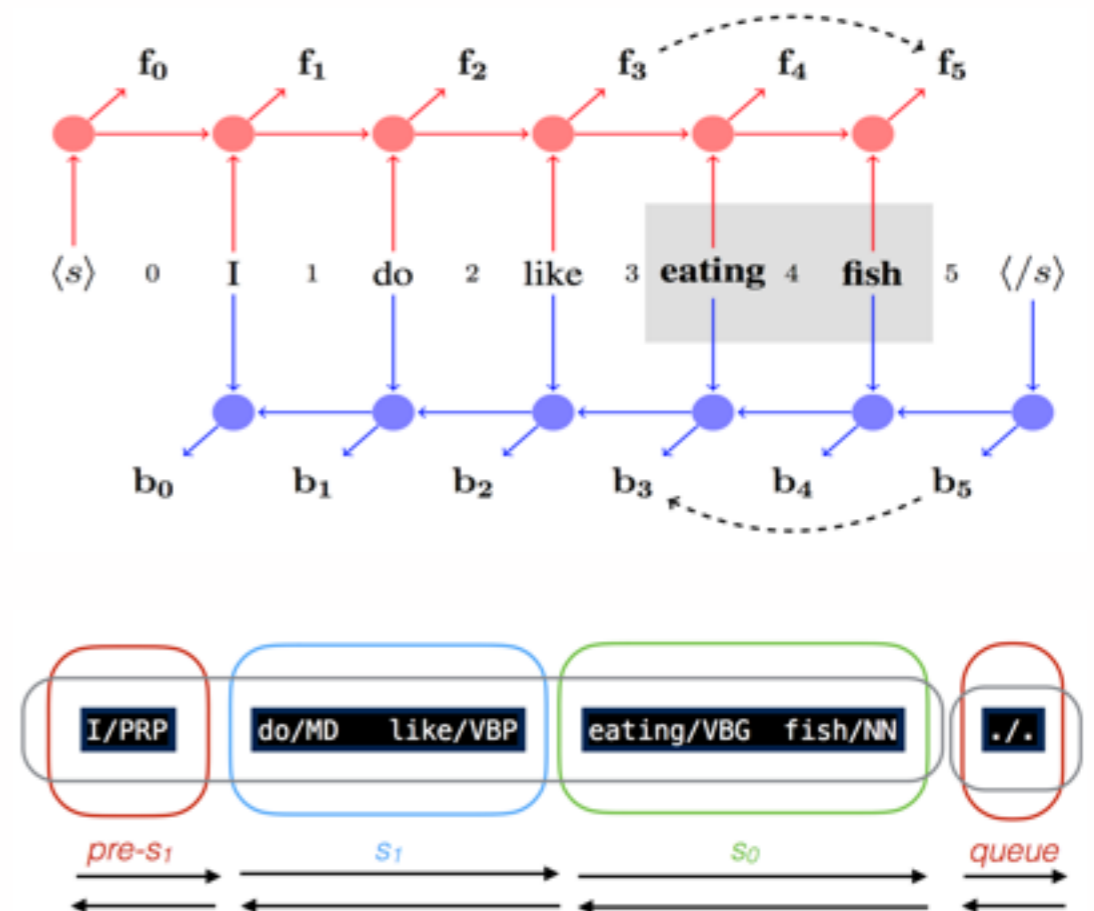 f₀ f₁ f₂ f₃ f₄ f₅
⟨s⟩ 0 I 1 do 2 like 3 eating 4 fish 5 ⟨/s⟩
b₀ b₁ b₂ b₃ b₄ b₅
I/PRP do/MD like/VBP eating/VBG fish/NN ./.
pre-s₁ s₁ s₀ queue